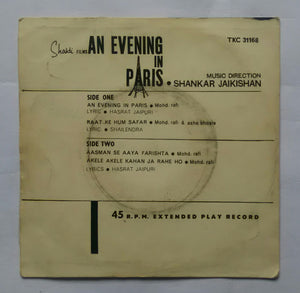 TKC 31168
Shakti films
AN EVENING
IN
PARIS
MUSIC DIRECTION
• SHANKAR JAIKISHAN
SIDE ONE
AN EVENING IN PARIS • Mohd. rafi
LYRIC • HASRAT JAIPURI
RAAT-KE HUM SAFAR • Mohd. rafi & asha bhosle
LYRIC • SHAILENDRA
SIDE TWO
AASMAN SE AAYA FARISHTA • Mohd. rafi
AKELE AKELE KAHAN JA RAHE HO • Mohd. rafi
LYRICS • HASRAT JAIPURI
45 R.P.M. EXTENDED PLAY RECORD